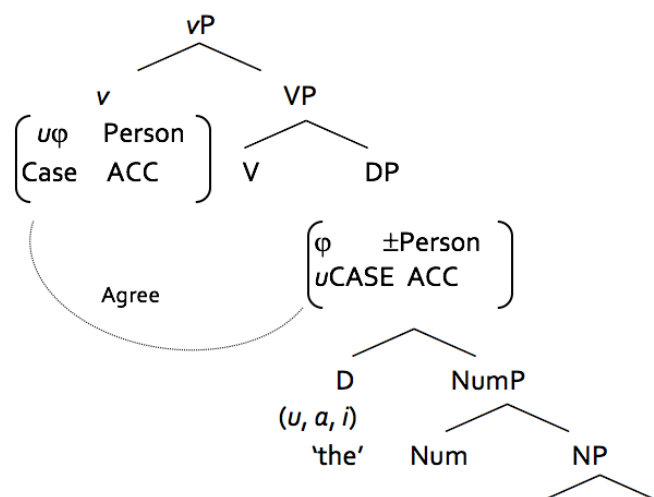 vP
v VP
uφ Person
Case ACC
V DP
φ ±Person
uCASE ACC
Agree
D NumP
(u, a, i)
‘the’ Num NP